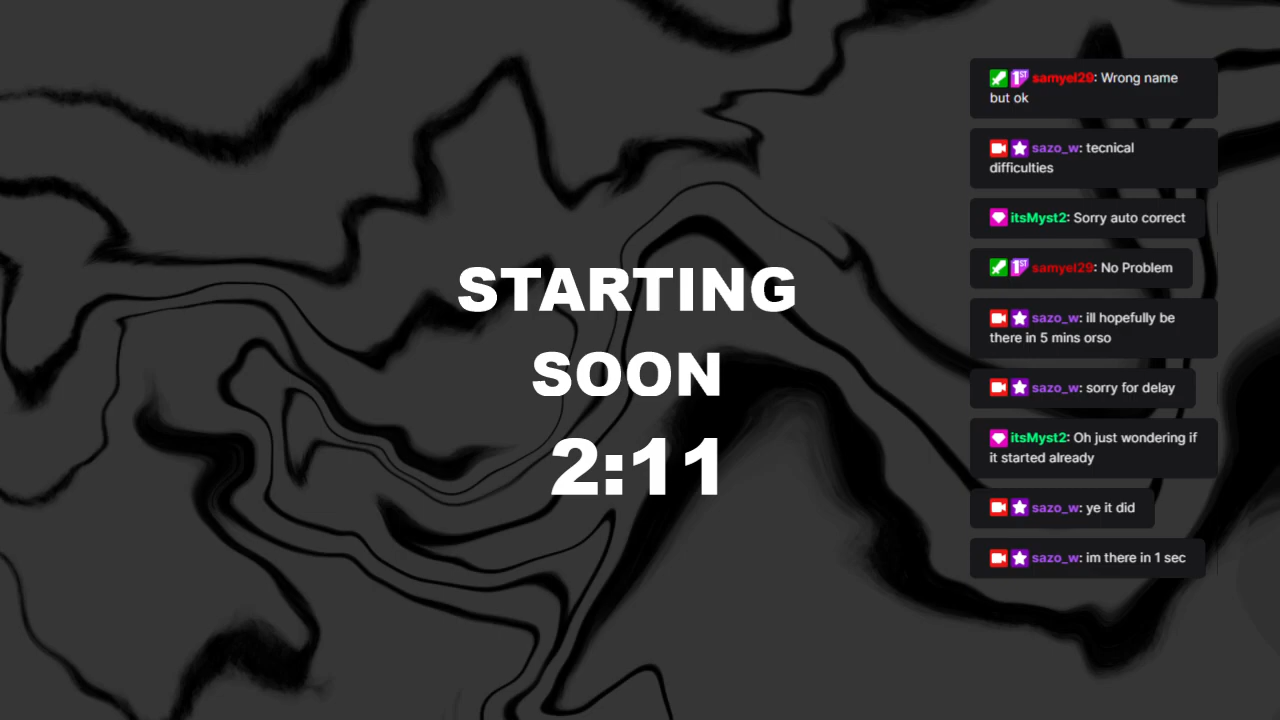 STARTING
SOON
2:11
1ST samyel29: Wrong name
but ok
sazo_w: tecnical
difficulties
itsMyst2: Sorry auto correct
1ST samyel29: No Problem
sazo_w: ill hopefully be
there in 5 mins orso
sazo_w: sorry for delay
itsMyst2: Oh just wondering if
it started already
sazo_w: ye it did
sazo_w: im there in 1 sec